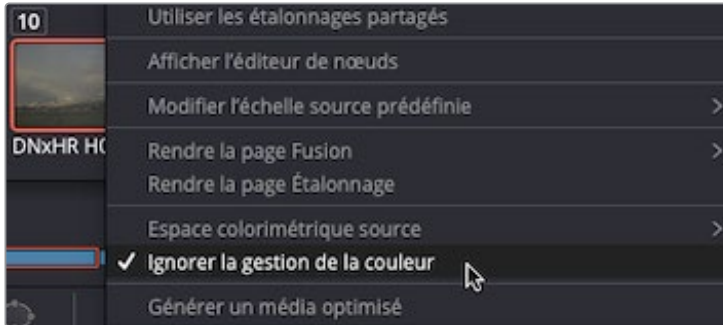 10
Utiliser les étalonnages partagés
Afficher l'éditeur de nœuds
Modifier l'échelle source prédéfinie
DNxHR
Rendre la page Fusion
Rendre la page Étalonnage
Espace colorimétrique source
Ignorer la gestion de la couleur
Générer un média optimisé